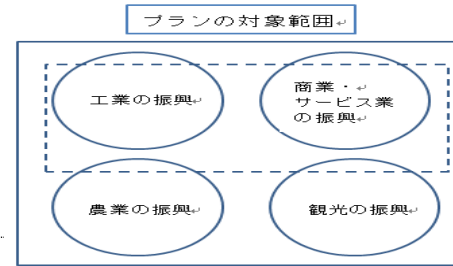 プランの対象範囲
工業の振興
商業・
サービス業
の振興
農業の振興
観光の振興